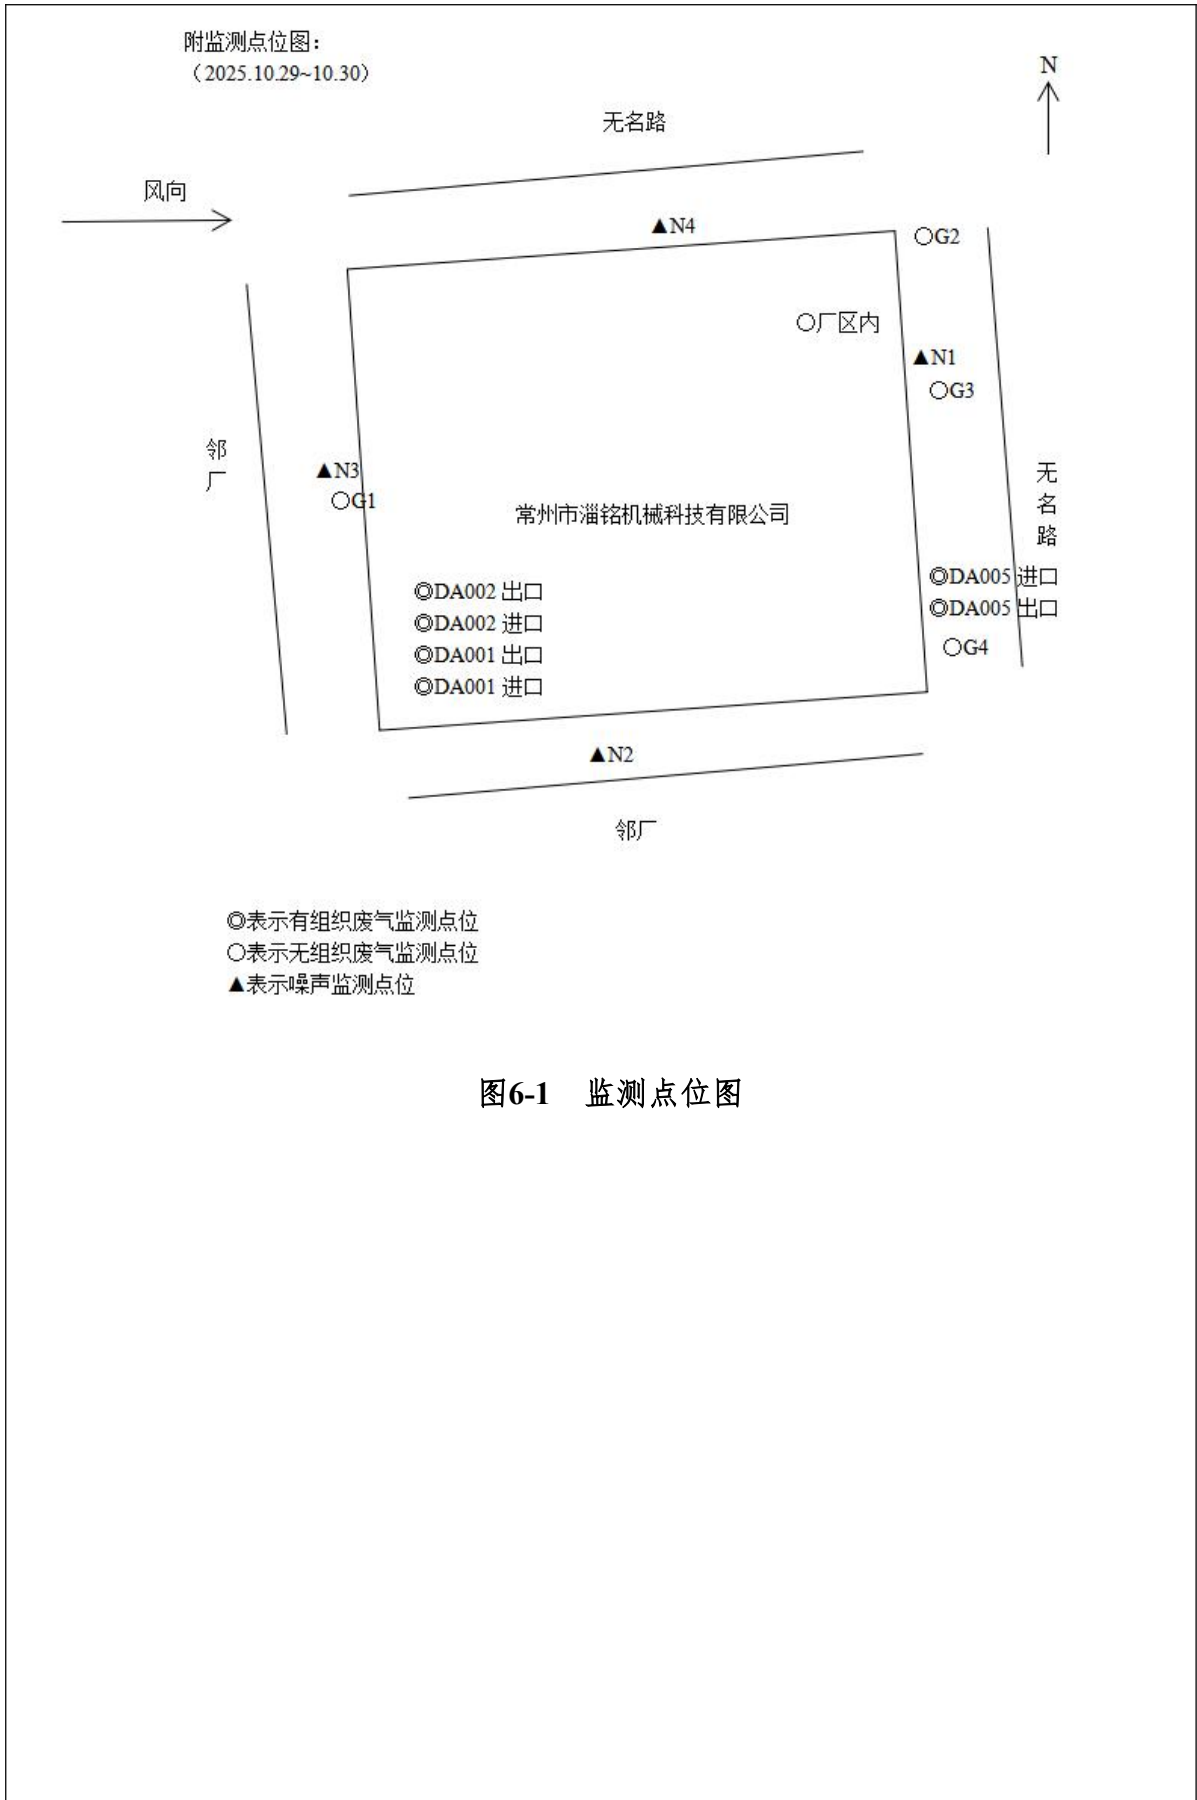 附监测点位图：
（2025.10.29~10.30）
N
无名路
风向
▲N4
○G2
○厂区内
▲N1
○G3
邻厂
▲N3
○G1
无名路
常州市淄铭机械科技有限公司
◎DA005 进口
◎DA002 出口
◎DA005 出口
◎DA002 进口
○G4
◎DA001 出口
◎DA001 进口
▲N2
邻厂
◎表示有组织废气监测点位
○表示无组织废气监测点位
▲表示噪声监测点位
图6-1 监测点位图